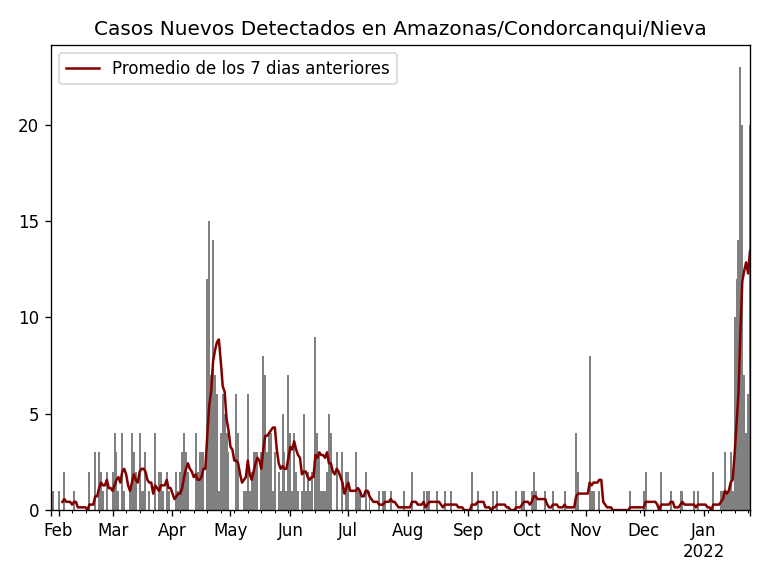 Casos Nuevos Detectados en Amazonas/Condorcanqui/Nieva
Promedio de los 7 dias anteriores
20
15
10
5
0
Feb Mar Apr May Jun Jul Aug Sep Oct Nov Dec Jan
2022